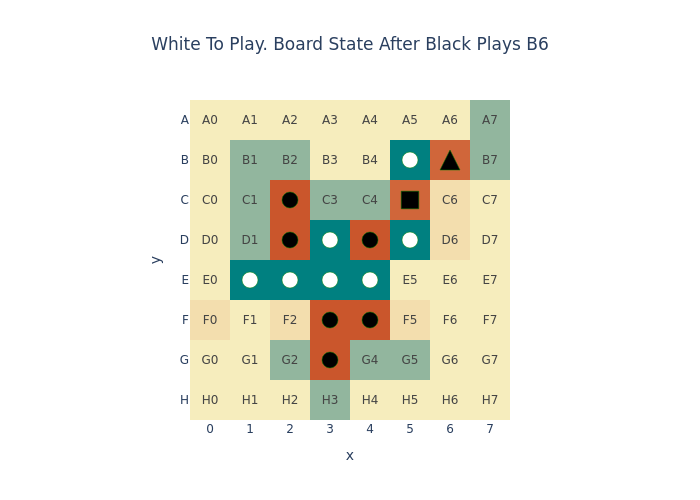 White To Play. Board State After Black Plays B6
A A0 A1 A2 A3 A4 A5 A6 A7
B B0 B1 B2 B3 B4 B7
C C0 C1 C3 C4 C6 C7
D D0 D1 D6 D7
E E0 E5 E6 E7
F F0 F1 F2 F5 F6 F7
G G0 G1 G2 G4 G5 G6 G7
H H0 H1 H2 H3 H4 H5 H6 H7
0 1 2 3 4 5 6 7
x
y